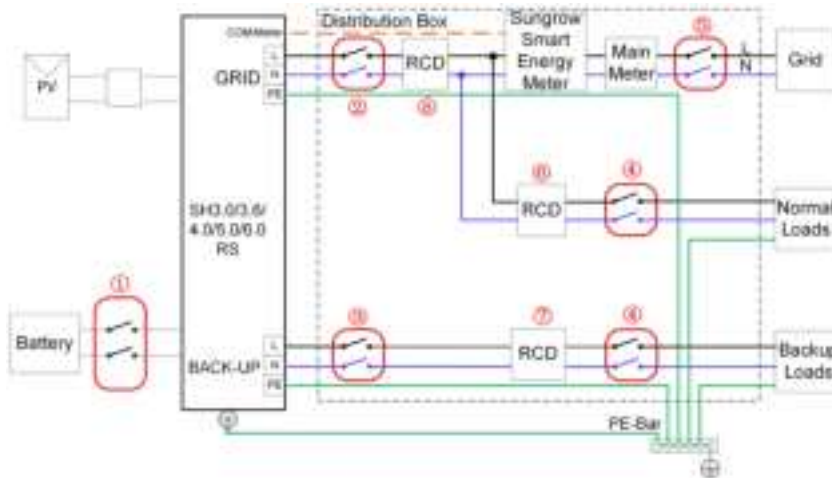 Distribution Box
Sungrow
Smart
Energy
Meter
COM/Meter
L
②
RCD
Main
Meter
⑤
L
N
Grid
PV
GRID
N
PE
②
⑧
SH3.0/3.6/
4.0/5.0/6.0
RS
⑥
RCD
④
Normal
Loads
①
Battery
③
⑦
④
L
BACK-UP
N
PE
RCD
Backup
Loads
PE-Bar